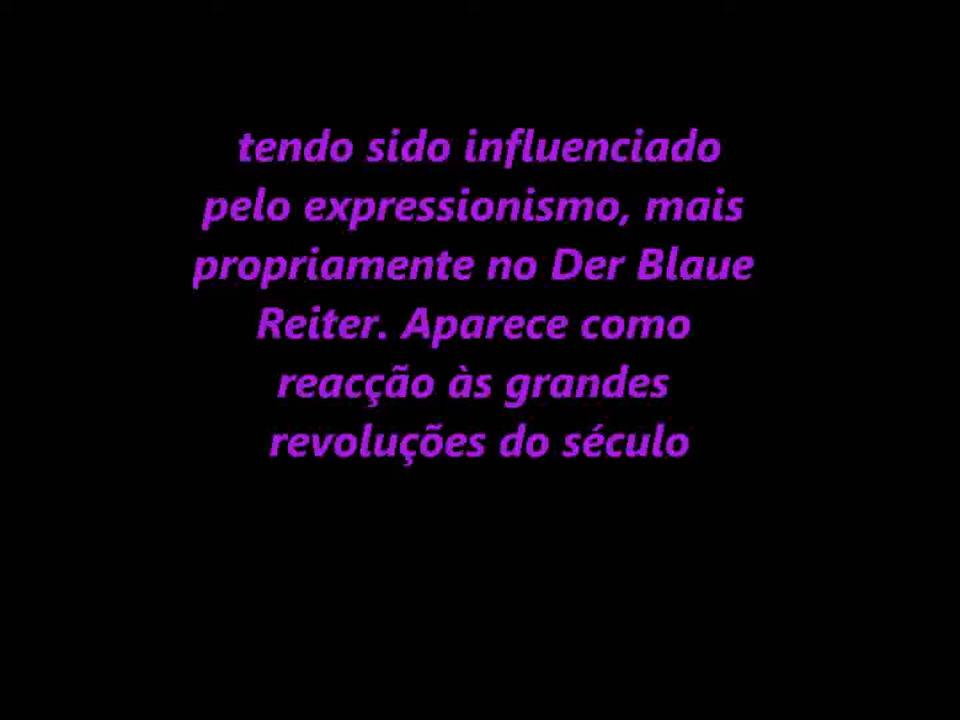 tendo sido influenciado
pelo expressionismo, mais
propriamente no Der Blaue
Reiter. Aparece como
reacção às grandes
revoluções do século